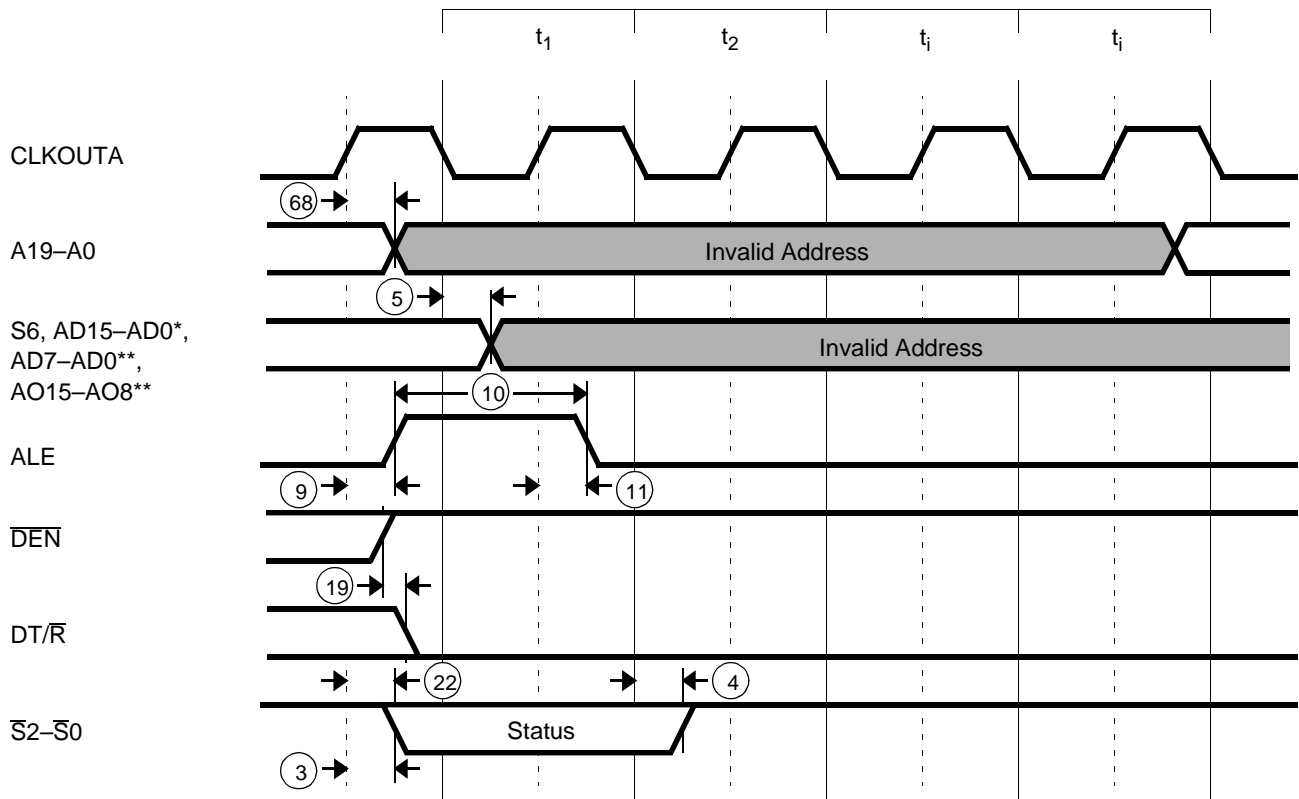 t1 t2 ti ti
CLKOUTA
68
A19–A0 Invalid Address
5
S6, AD15–AD0*,
AD7–AD0**, Invalid Address
AO15–AO8**
10
ALE
9 11
DEN
19
DT/R
22 4
S2–S0 Status
3